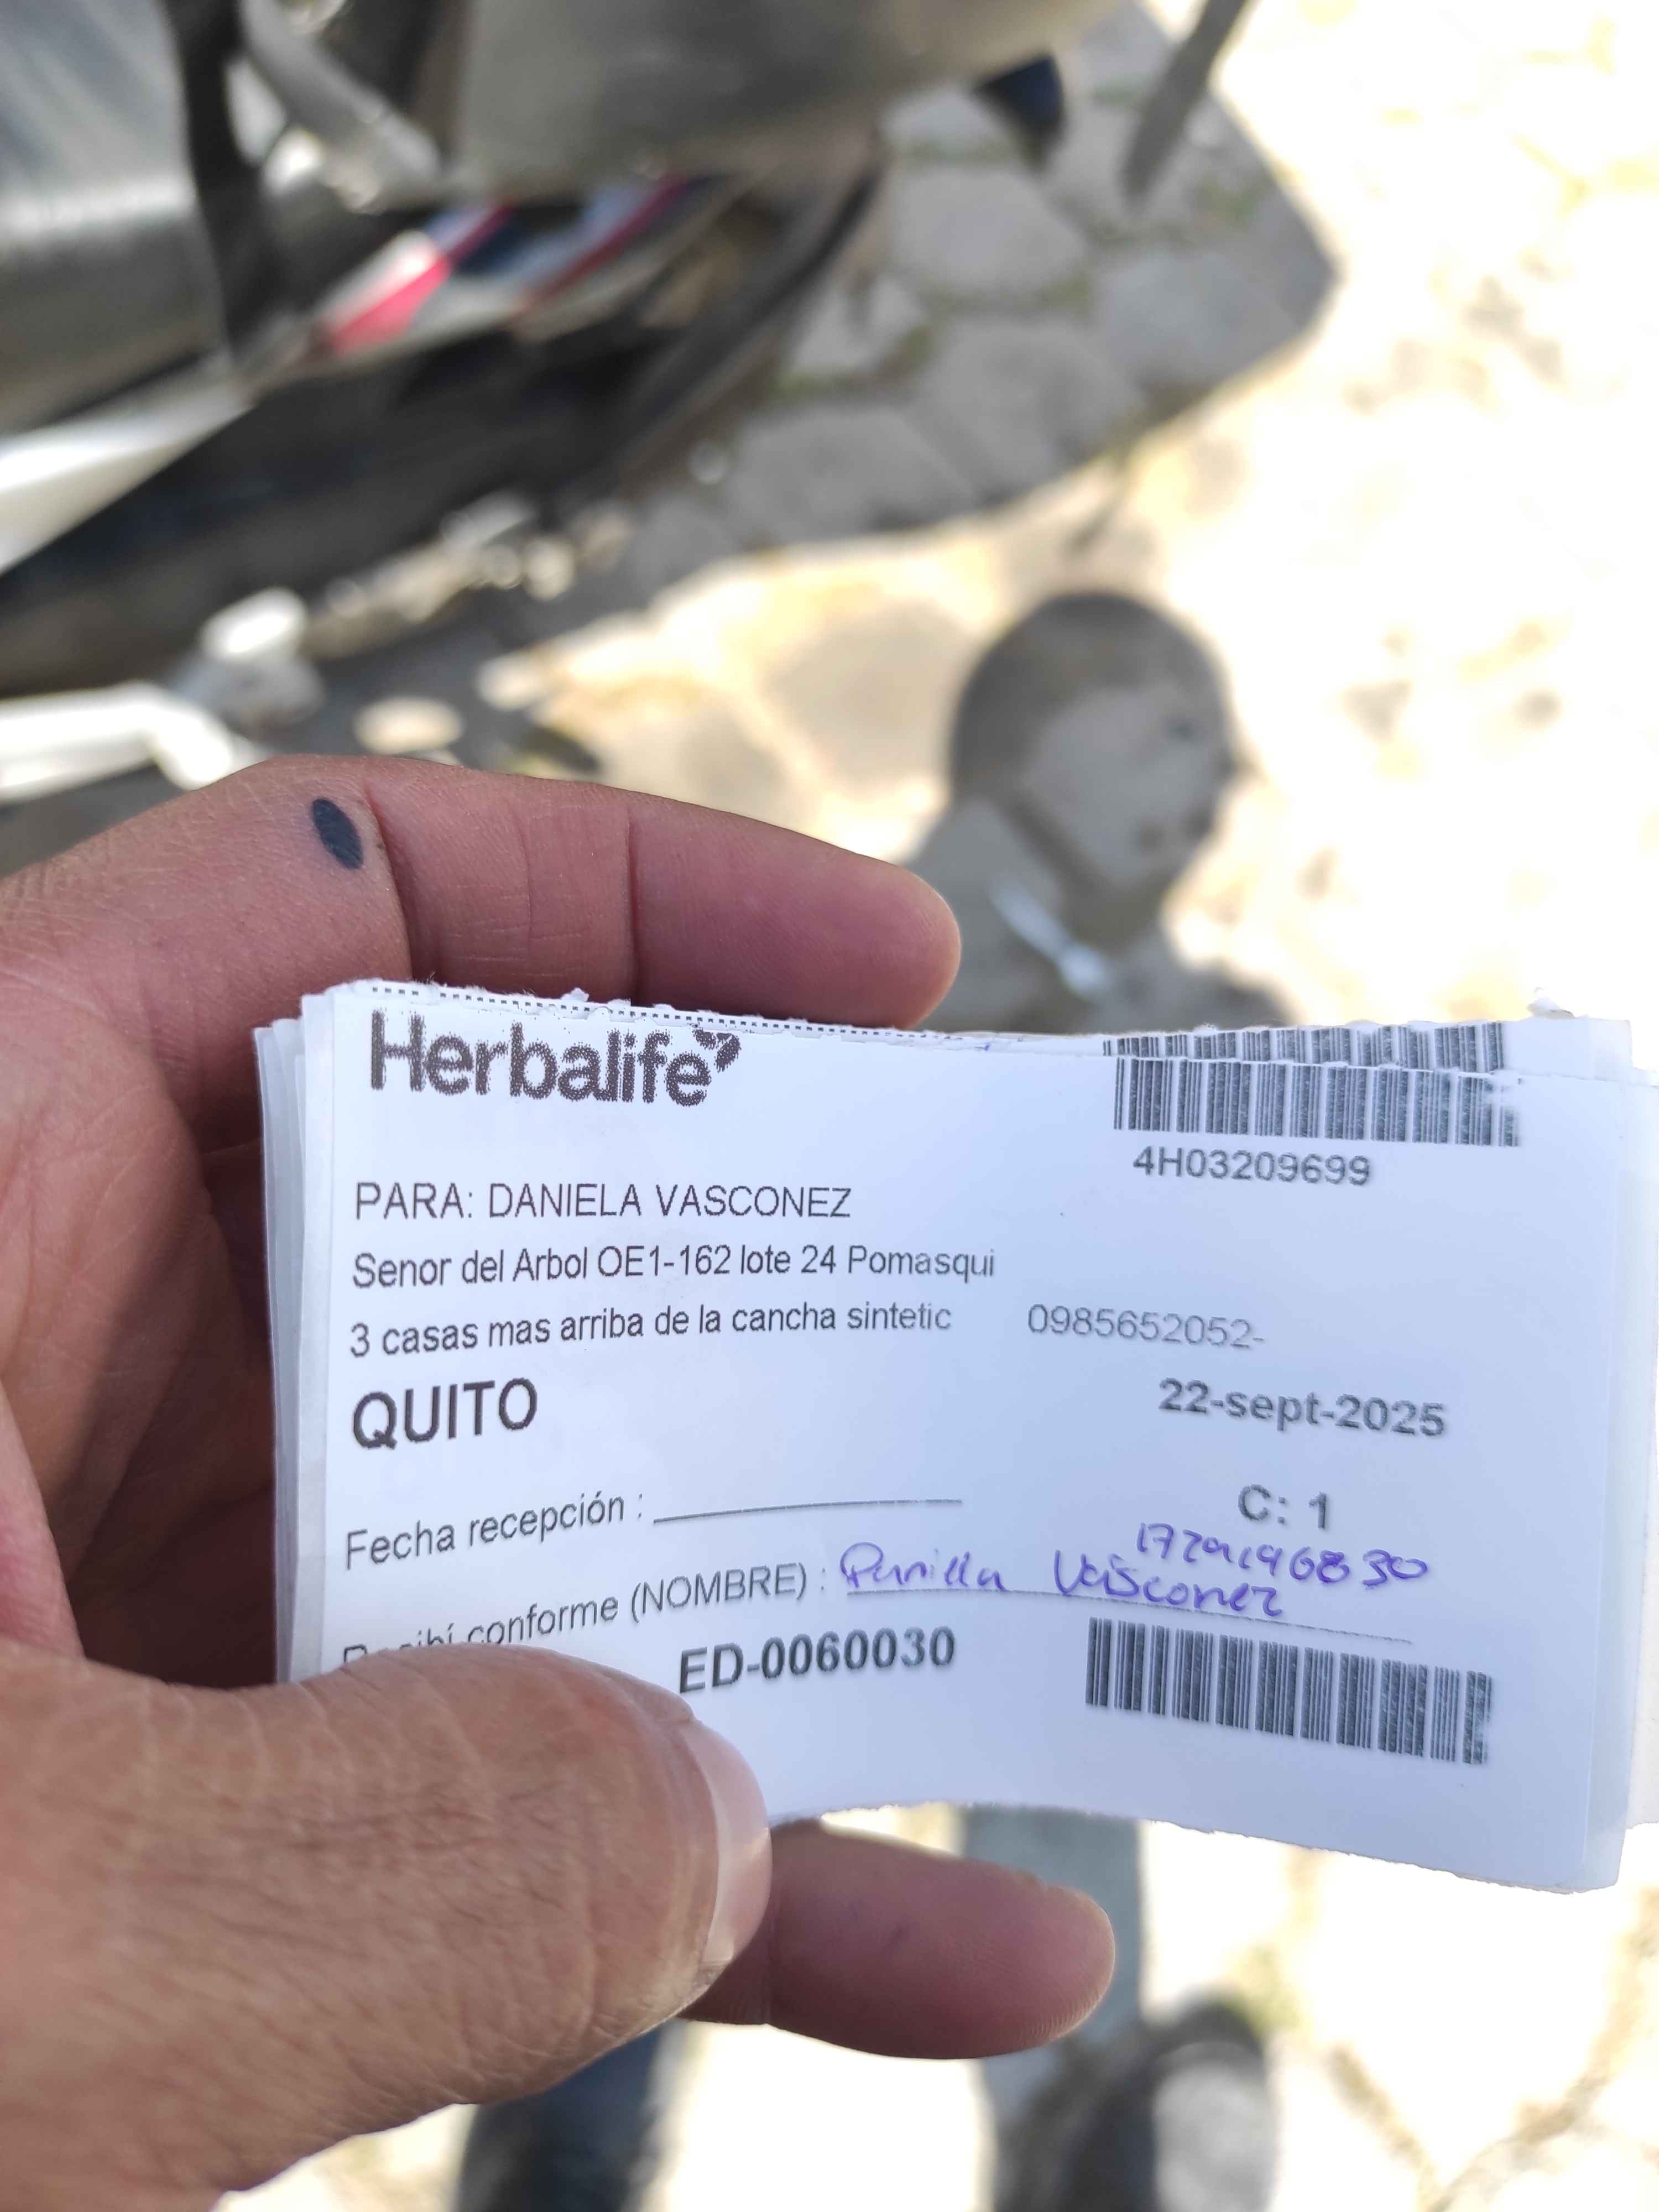 Herbalife
4H03209699
PARA: DANIELA VASCONEZ
Senor del Arbol OE1-162 lote 24 Pomasqui
3 casas mas arriba de la cancha sintetic 0985652052-
QUITO
22-sept-2025
Fecha recepción :
C: 1
conforme (NOMBRE) : Vasconez
ED-0060030